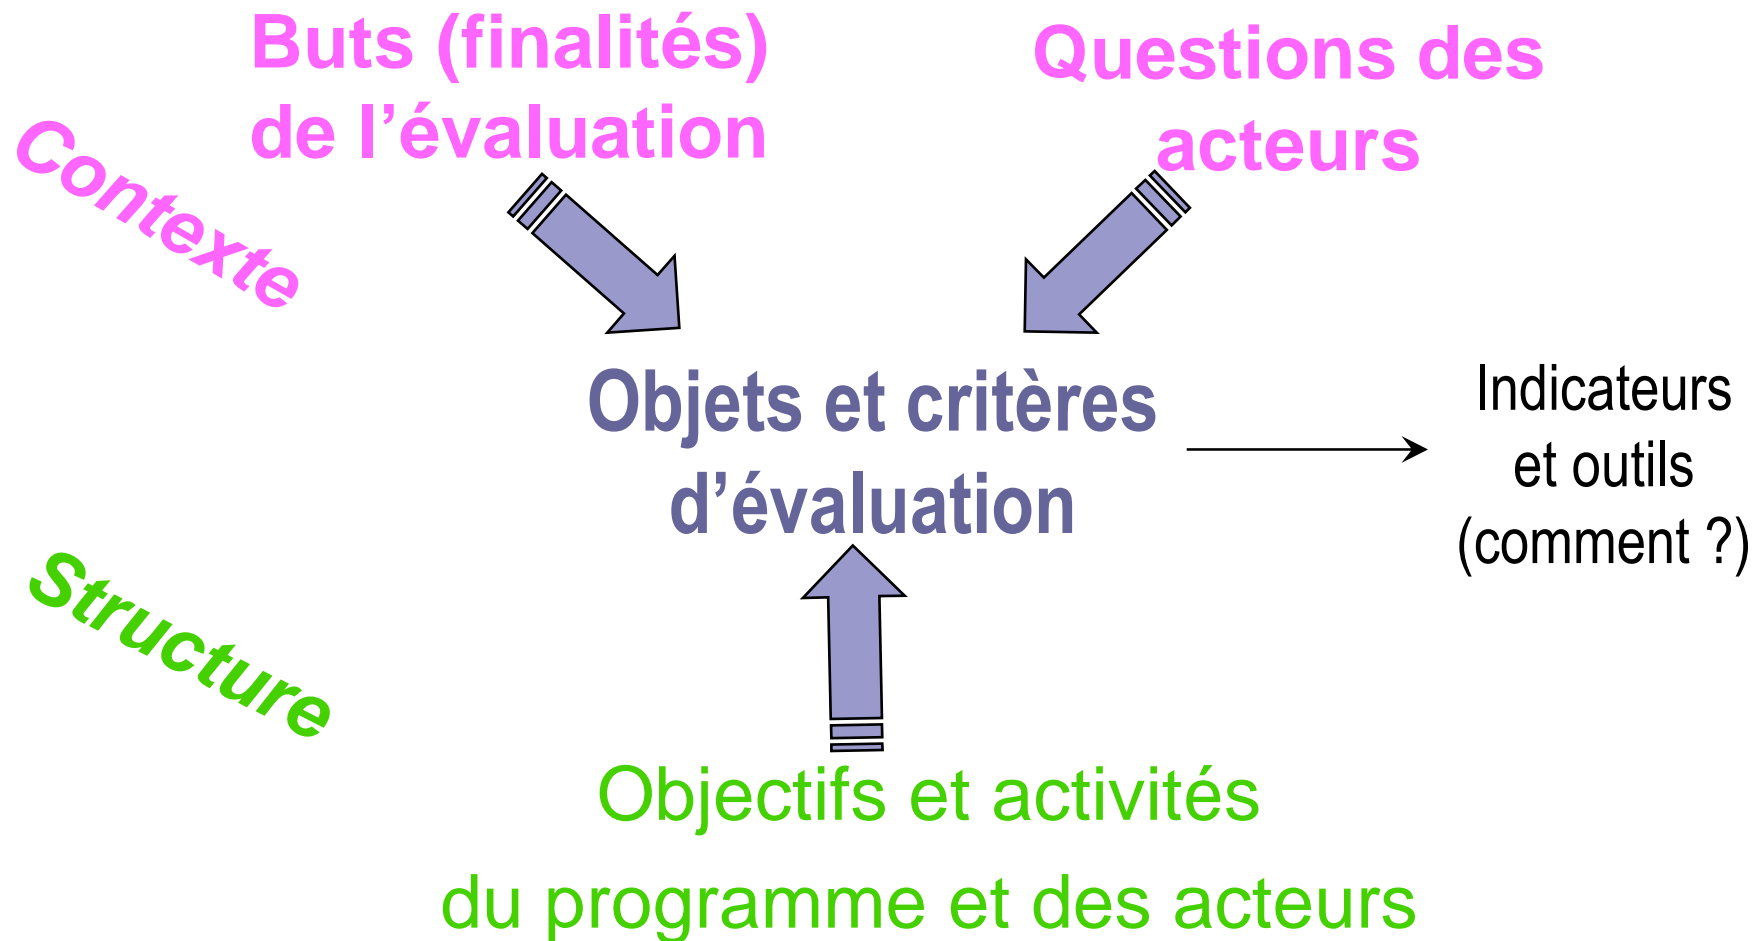 Buts (finalités)
de l’évaluation
Questions des
acteurs
Contexte
Objets et critères
d’évaluation
Indicateurs
et outils
(comment ?)
Structure
Objectifs et activités
du programme et des acteurs